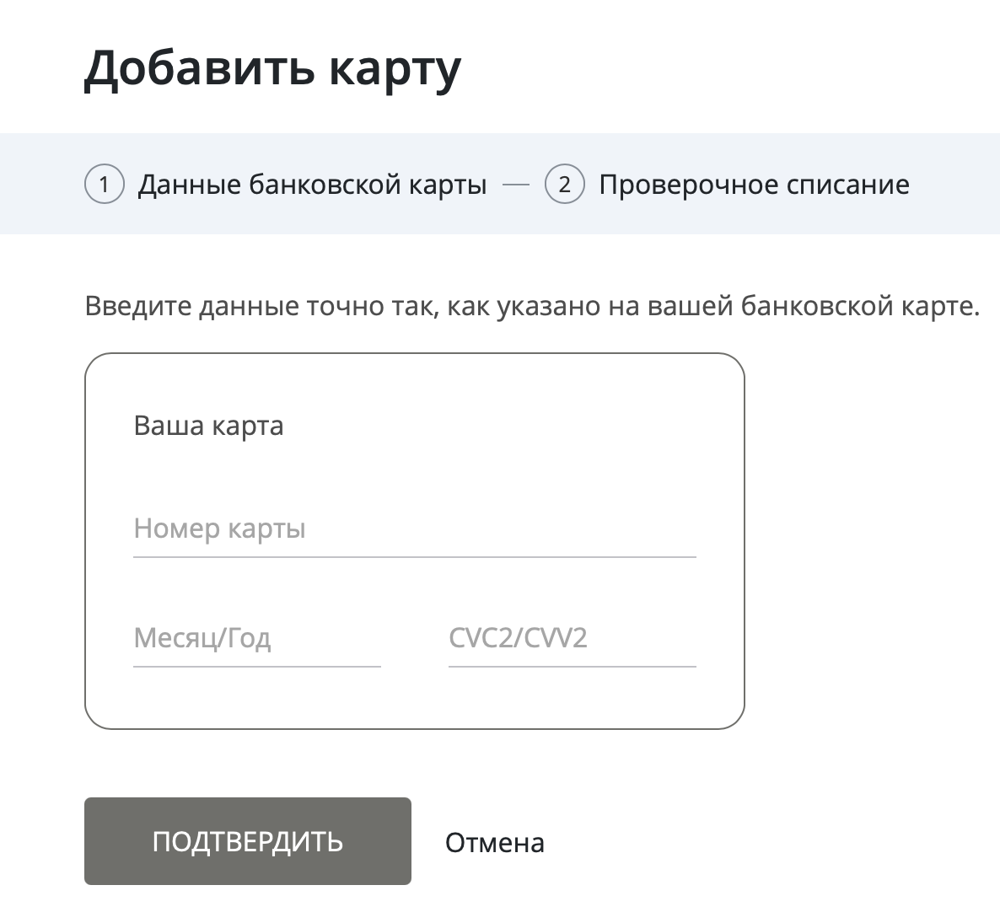 Добавить карту
1 Данные банковской карты — 2 Проверочное списание
Введите данные точно так, как указано на вашей банковской карте.
Ваша карта
Номер карты
Месяц/Год CVC2/CVV2
ПОДТВЕРДИТЬ Отмена